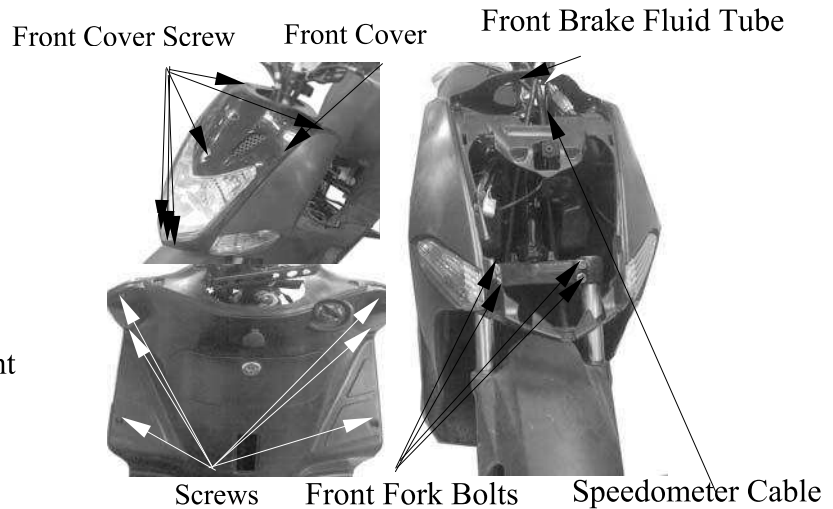 Front Brake Fluid Tube
Front Cover Screw
Front Cover
Screws
Front Fork Bolts
Speedometer Cable